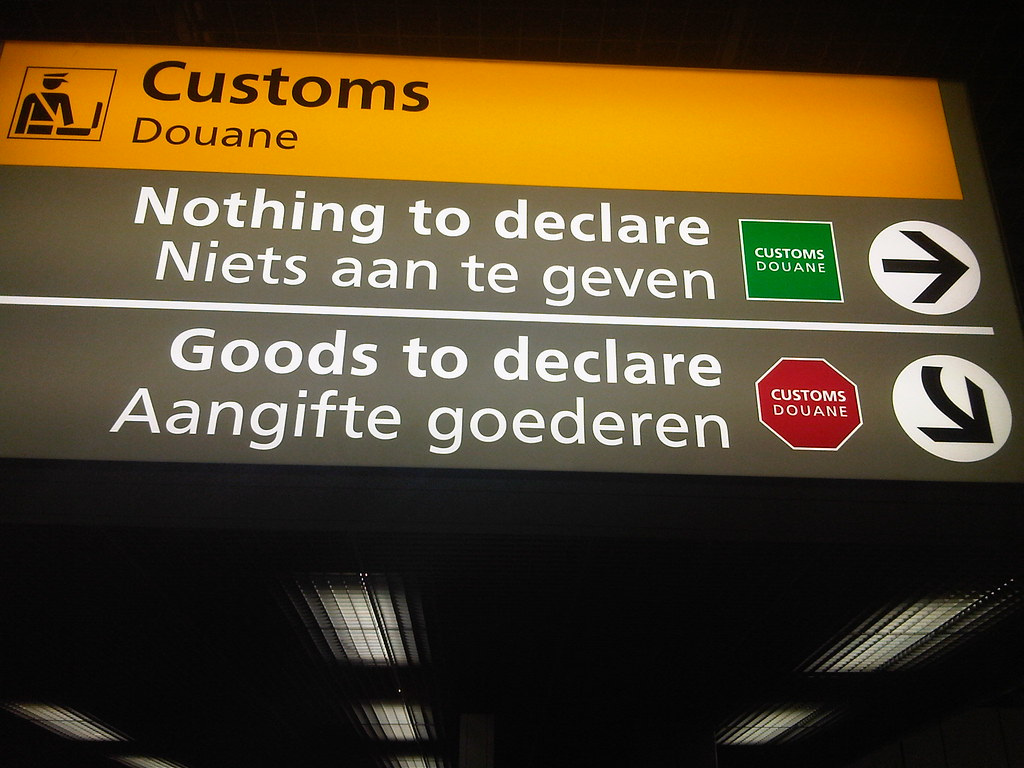 Customs
Douane
Nothing to declare
Niets aan te geven
CUSTOMS
DOUANE
Goods to declare
Aangifte goederen
CUSTOMS
DOUANE